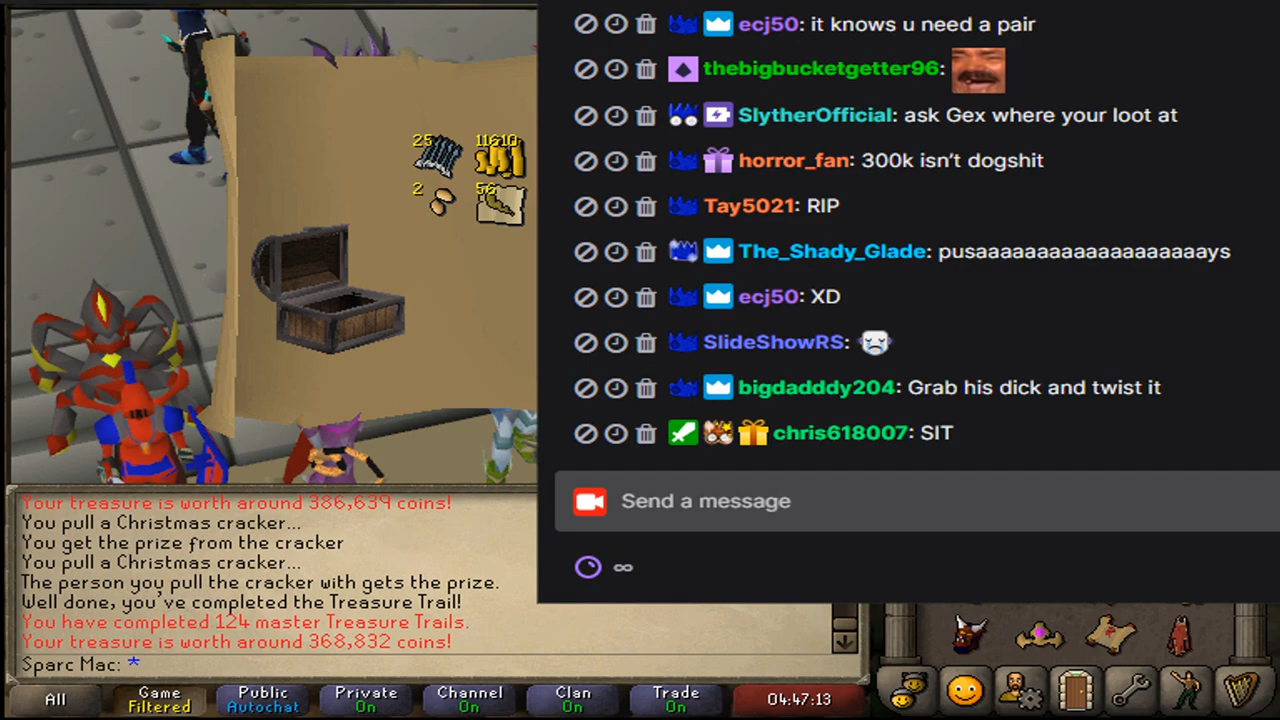 25 11610
2 56
ecj50: it knows u need a pair
thebigbucketgetter96:
SlytherOfficial: ask Gex where your loot at
horror_fan: 300k isn't dogshit
Tay5021: RIP
The_Shady_Glade: pusaaaaaaaaaaaaaaaaaaays
ecj50: XD
SlideShowRS:
bigdadddy204: Grab his dick and twist it
chris618007: SIT
Send a message
∞
Your treasure is worth around 386,639 coins!
You pull a Christmas cracker...
You get the prize from the cracker
You pull a Christmas cracker...
The person you pull the cracker with gets the prize.
Well done, you've completed the Treasure Trail!
You have completed 124 master Treasure Trails.
Your treasure is worth around 368,832 coins!
Sparc Mac: *
All Game Filtered Public Autochat Private On Channel On Clan On Trade On 04:47:13